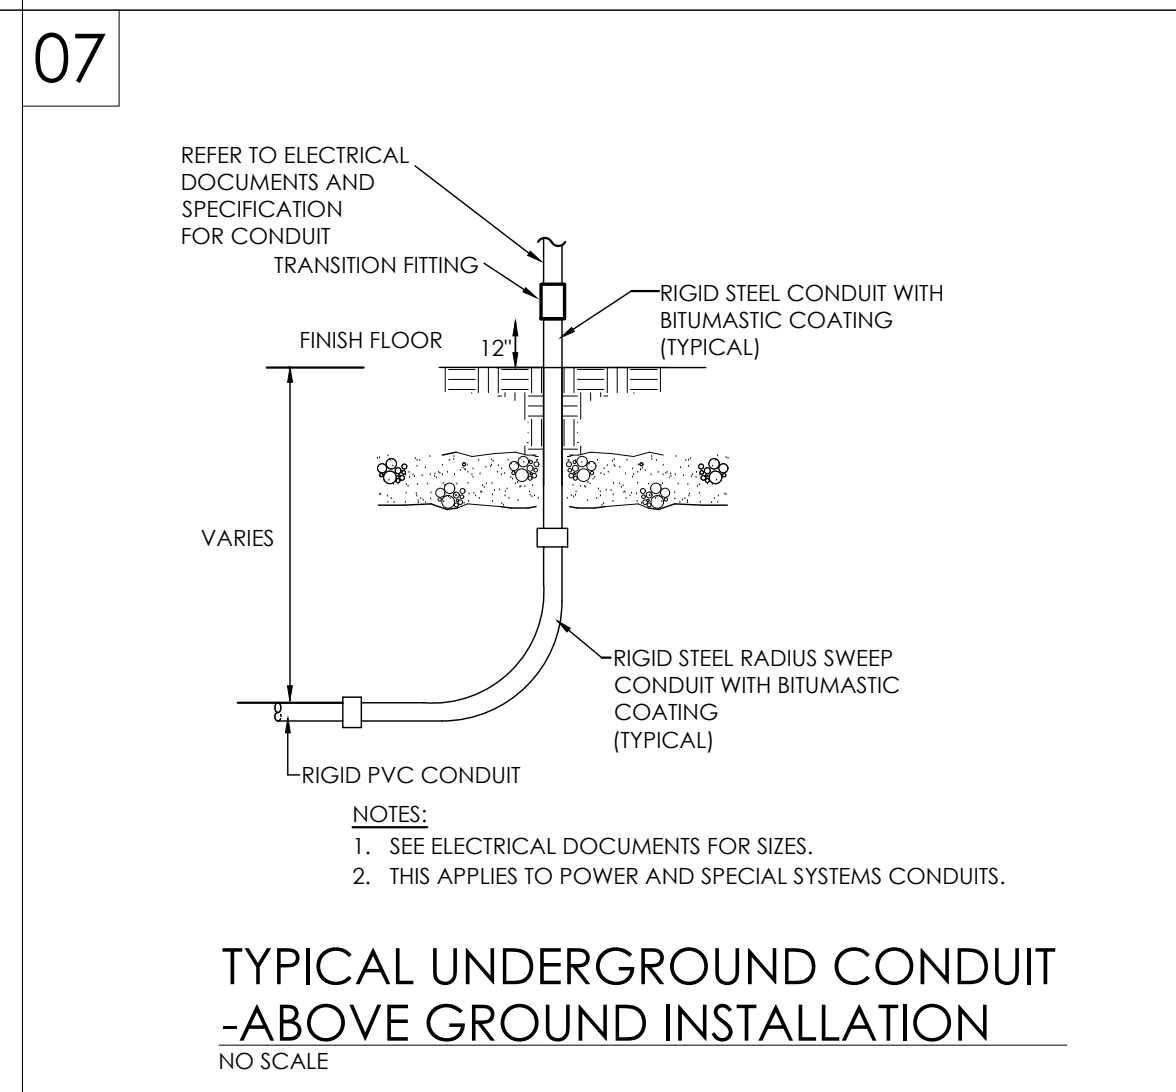 07
REFER TO ELECTRICAL
DOCUMENTS AND
SPECIFICATION
FOR CONDUIT
TRANSITION FITTING
RIGID STEEL CONDUIT WITH
BITUMASTIC COATING
(TYPICAL)
FINISH FLOOR
12"
VARIES
RIGID STEEL RADIUS SWEEP
CONDUIT WITH BITUMASTIC
COATING
(TYPICAL)
RIGID PVC CONDUIT
NOTES:
1. SEE ELECTRICAL DOCUMENTS FOR SIZES.
2. THIS APPLIES TO POWER AND SPECIAL SYSTEMS CONDUITS.
TYPICAL UNDERGROUND CONDUIT
-ABOVE GROUND INSTALLATION
NO SCALE